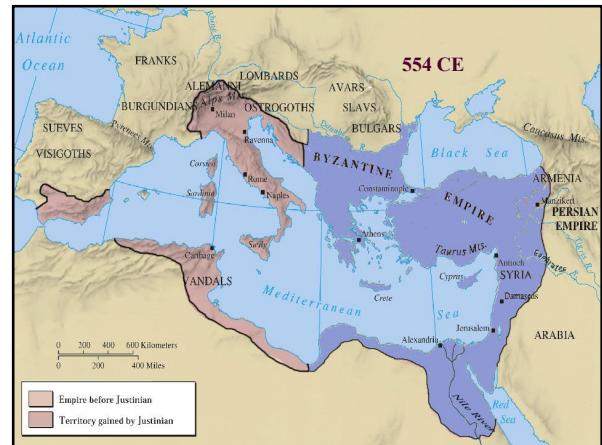 Atlantic
Ocean
554 CE
Rhine R.
FRANKS
ALEMANNI
LOMBARDS
Alps Mts.
BURGUNDIANS
OSTROGOTHS
AVARS
SLAVS
BULGARS
Danube R.
Milan
Ravenna
SUEVES
VISIGOTHS
Pyrenees Mts.
Corsica
Sardinia
Rome
Naples
Sicily
BYZANTINE
EMPIRE
Constantinople
Black Sea
Caucasus Mts.
ARMENIA
Manzikert
PERSIAN
EMPIRE
Tigris R.
Euphrates
Athens
Taurus Mts.
Antioch
SYRIA
Cyprus
Crete
Damascus
Carthage
VANDALS
Mediterranean
Sea
Jerusalem
Alexandria
ARABIA
Nile River
Red
Sea
0 200 400 600 Kilometers
0 200 400 Miles
Empire before Justinian
Territory gained by Justinian